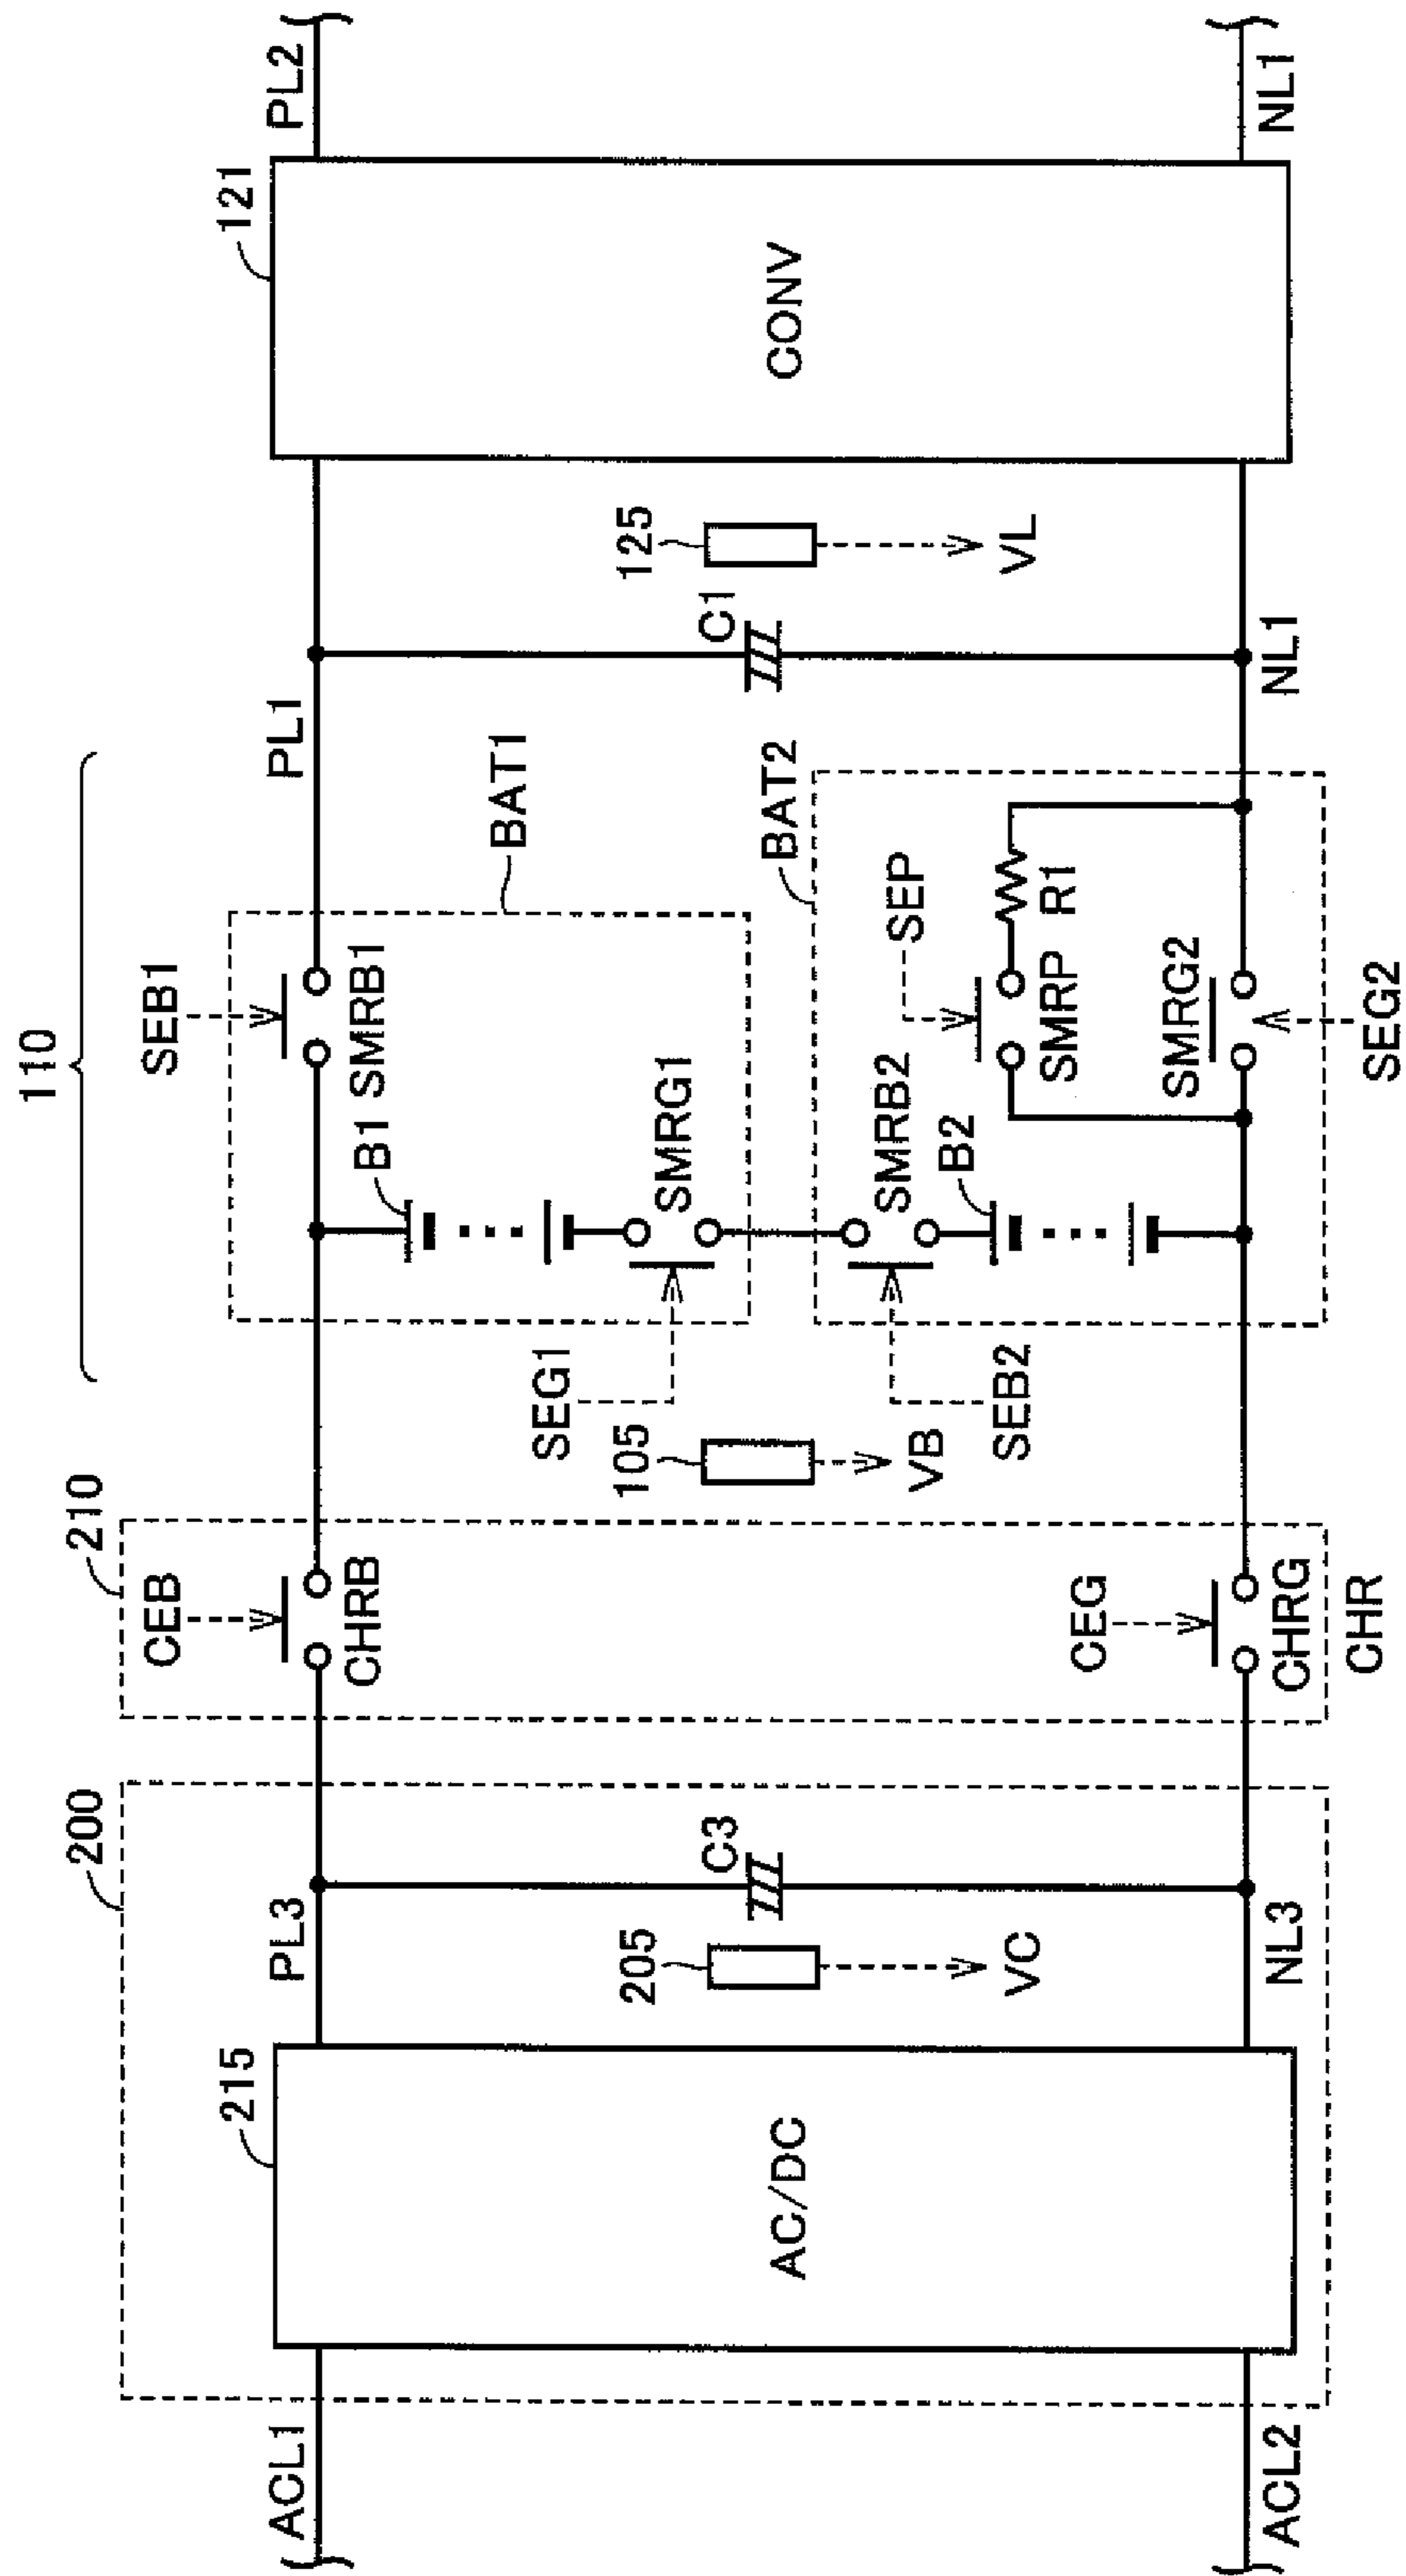 110
200
210
CEB
SEB1
215
121
ACL1
PL3
PL1
PL2
CHRB
SMRB1
B1
BAT1
SEG1
SMRG1
105
205
C3
C1
125
AC/DC
CONV
BAT2
VB
SMRB2
SEP
SEB2
B2
VC
VL
CEG
SMRP
R1
SMRG2
ACL2
NL3
CHRG
NL1
NL1
CHR
SEG2